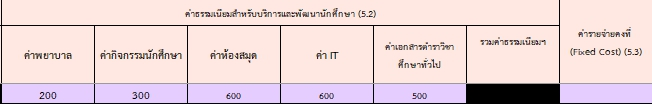 ค่าธรรมเนียมสำหรับบริการและพัฒนานักศึกษา (5.2)
ค่ารายจ่ายคงที่
(Fixed Cost) (5.3)
ค่าพยาบาล
ค่ากิจกรรมนักศึกษา
ค่าห้องสมุด
ค่า IT
ค่าเอกสารตำราวิชา
ศึกษาทั่วไป
รวมค่าธรรมเนียมฯ
200 300 600 600 500